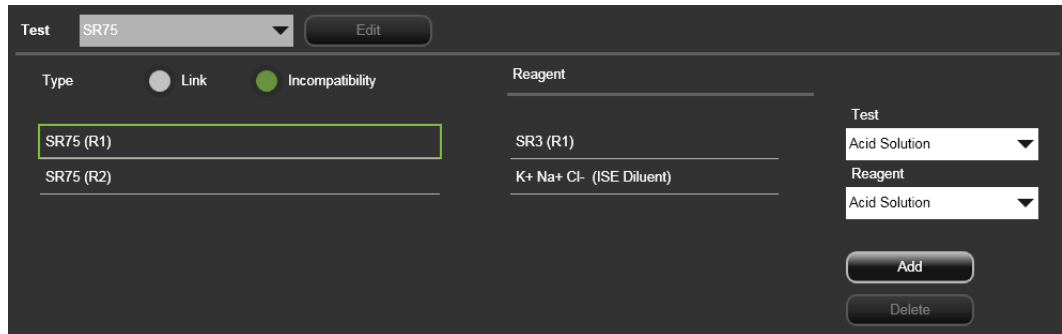 Test SR75 Edit
Type Link Incompatibility Reagent
SR75 (R1) SR3 (R1)
SR75 (R2) K+ Na+ Cl- (ISE Diluent)
Test
Acid Solution
Reagent
Acid Solution
Add
Delete